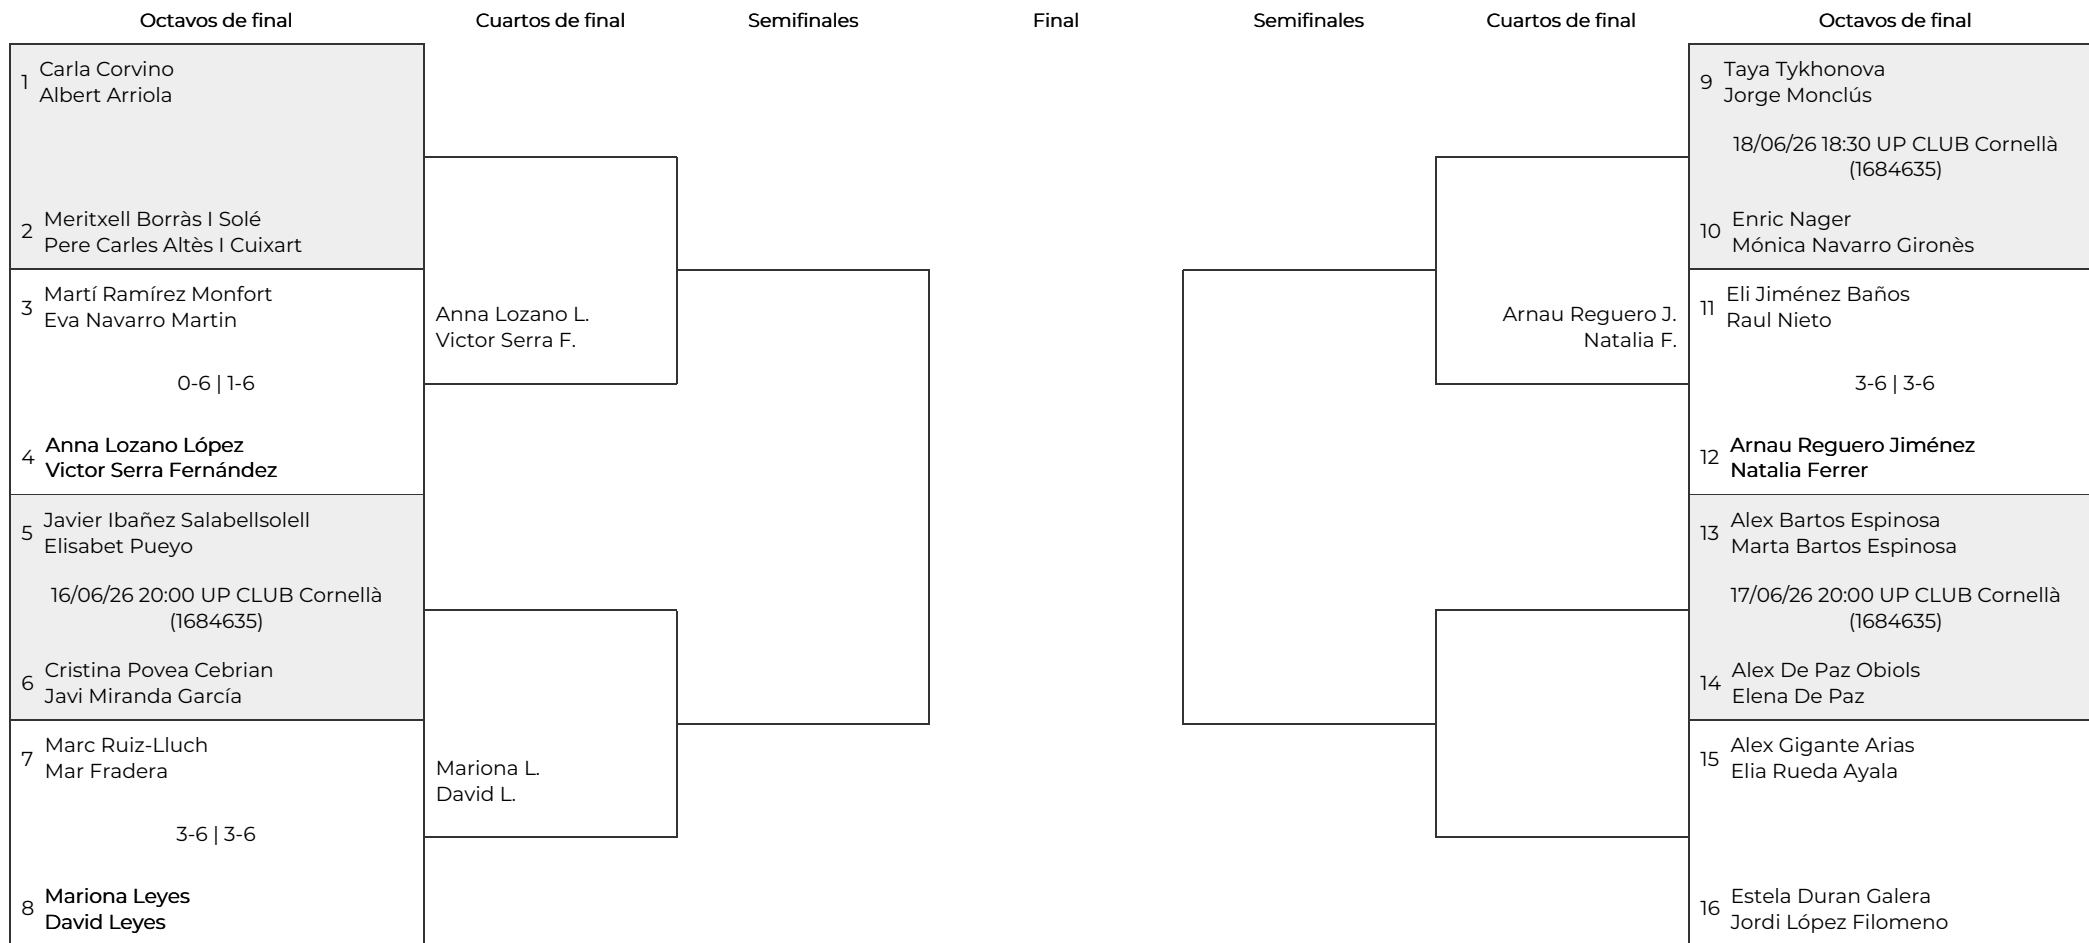 Octavos de final
Cuartos de final
Semifinales
Final
Semifinales
Cuartos de final
Octavos de final
1
Carla Corvino
Albert Arriola
2
Meritxell Borràs I Solé
Pere Carles Altès I Cuixart
3
Martí Ramírez Monfort
Eva Navarro Martin
0-6 | 1-6
4
Anna Lozano López
Victor Serra Fernández
5
Javier Ibañez Salabellsolell
Elisabet Pueyo
16/06/26 20:00 UP CLUB Cornellà
(1684635)
6
Cristina Povea Cebrian
Javi Miranda García
7
Marc Ruiz-Lluch
Mar Fradera
3-6 | 3-6
8
Mariona Leyes
David Leyes
Anna Lozano L.
Victor Serra F.
Mariona L.
David L.
Arnau Reguero J.
Natalia F.
9
Taya Tykhonova
Jorge Monclús
18/06/26 18:30 UP CLUB Cornellà
(1684635)
10
Enric Nager
Mónica Navarro Gironès
11
Eli Jiménez Baños
Raul Nieto
3-6 | 3-6
12
Arnau Reguero Jiménez
Natalia Ferrer
13
Alex Bartos Espinosa
Marta Bartos Espinosa
17/06/26 20:00 UP CLUB Cornellà
(1684635)
14
Alex De Paz Obiols
Elena De Paz
15
Alex Gigante Arias
Elia Rueda Ayala
16
Estela Duran Galera
Jordi López Filomeno